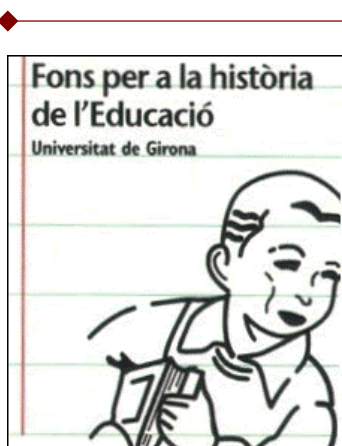 Fons per a la història
de l'Educació
Universitat de Girona